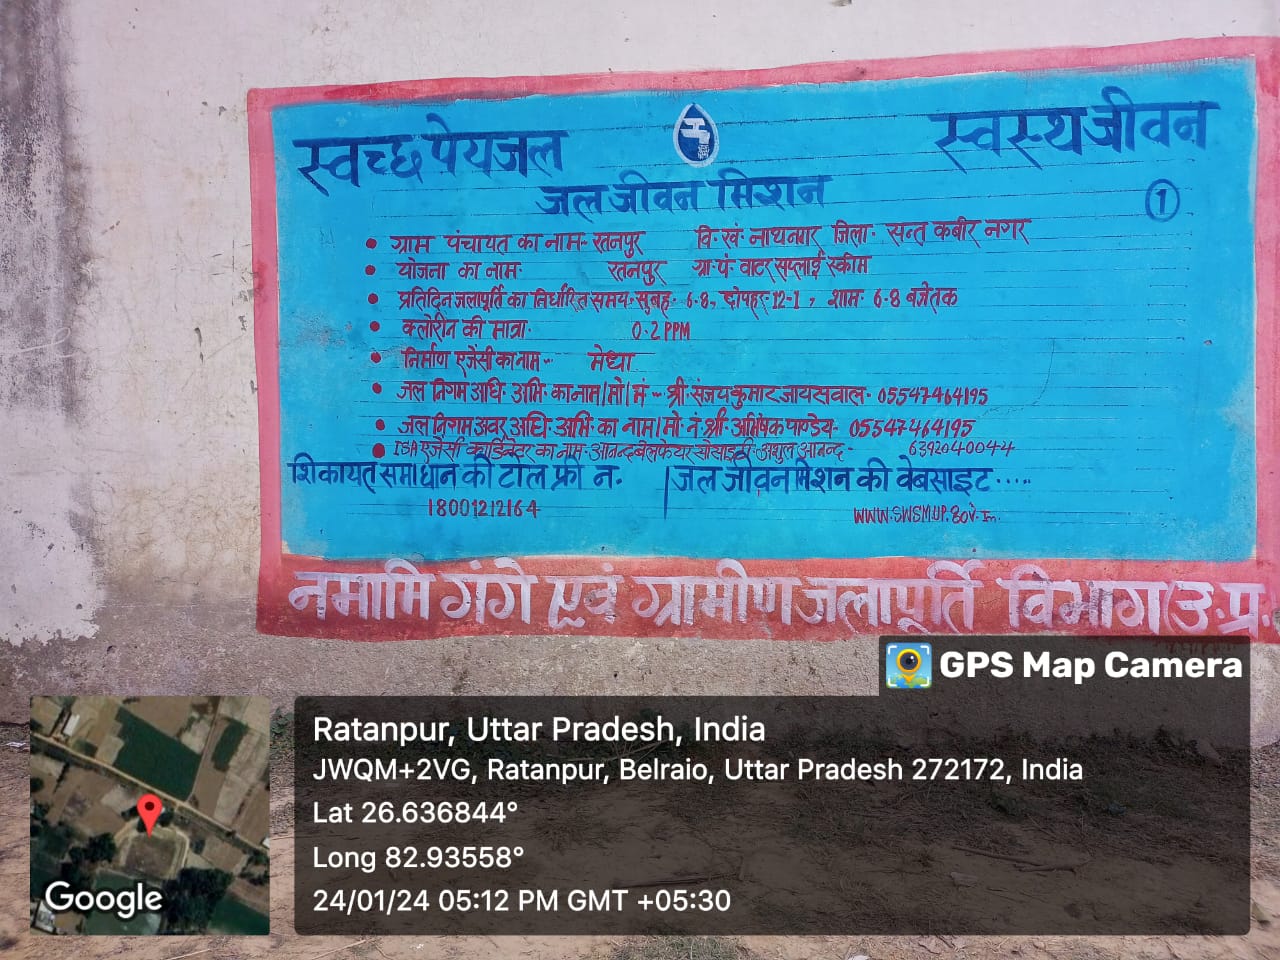 स्वच्छ पेयजल
स्वस्थ जीवन
जल जीवन मिशन
1
• ग्राम पंचायत का नाम- रतनपुर वि. खं. नाथनगर जिला- सन्त कबीर नगर
• योजना का नाम- रतनपुर ग्रा. पं. वाटर सप्लाई स्कीम
• प्रतिदिन जलापूर्ति का निर्धारित समय- सुबह- 6-8, दोपहर- 12-1, शाम- 6-8 बजे तक
• क्लोरीन की मात्रा- 0.2 PPM
• निर्माण एजेंसी का नाम- मेधा
• जल निगम अधि. अभि. का नाम/मो/मं- श्री संजय कुमार जायसवाल- 05547464195
• जल निगम अवर अधि. अभि. का नाम/मो. नं. श्री अभिषेक पाण्डेय- 05547464195
• ISA एजेंसी का नाम- आनन्द वेलफेयर सोसाइटी- अंशुल आनन्द- 6392040044
शिकायत समाधान की टोल फ्री न. | जल जीवन मिशन की वेबसाइट.....
18001212164
WWW.SWSM.UP.Gov.In.
नमामि गंगे एवं ग्रामीण जलापूर्ति विभाग (उ.प्र.
GPS Map Camera
Ratanpur, Uttar Pradesh, India
JWQM+2VG, Ratanpur, Belraio, Uttar Pradesh 272172, India
Lat 26.636844°
Long 82.93558°
24/01/24 05:12 PM GMT +05:30
Google